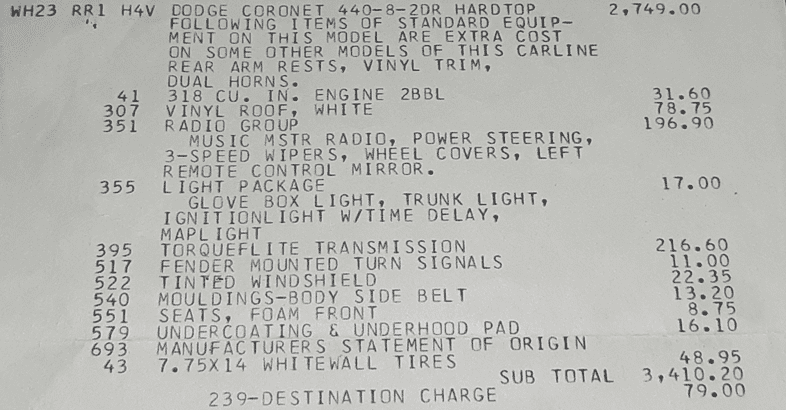 WH23 RR1 H4V DODGE CORONET 440-8-2DR HARDTOP 2,749.00
FOLLOWING ITEMS OF STANDARD EQUIP-
MENT ON THIS MODEL ARE EXTRA COST
ON SOME OTHER MODELS OF THIS CARLINE
REAR ARM RESTS, VINYL TRIM,
DUAL HORNS.
41 318 CU. IN. ENGINE 2BBL 31.60
307 VINYL ROOF, WHITE 78.75
351 RADIO GROUP 196.90
MUSIC MSTR RADIO, POWER STEERING,
3-SPEED WIPERS, WHEEL COVERS, LEFT
REMOTE CONTROL MIRROR.
355 LIGHT PACKAGE 17.00
GLOVE BOX LIGHT, TRUNK LIGHT,
IGNITIONLIGHT W/TIME DELAY,
MAPLIGHT
395 TORQUEFLITE TRANSMISSION 216.60
517 FENDER MOUNTED TURN SIGNALS 11.00
522 TINTED WINDSHIELD 22.35
540 MOULDINGS-BODY SIDE BELT 13.20
551 SEATS, FOAM FRONT 8.75
579 UNDERCOATING & UNDERHOOD PAD 16.10
693 MANUFACTURERS STATEMENT OF ORIGIN
43 7.75X14 WHITEWALL TIRES 48.95
SUB TOTAL 3,410.20
239-DESTINATION CHARGE 79.00